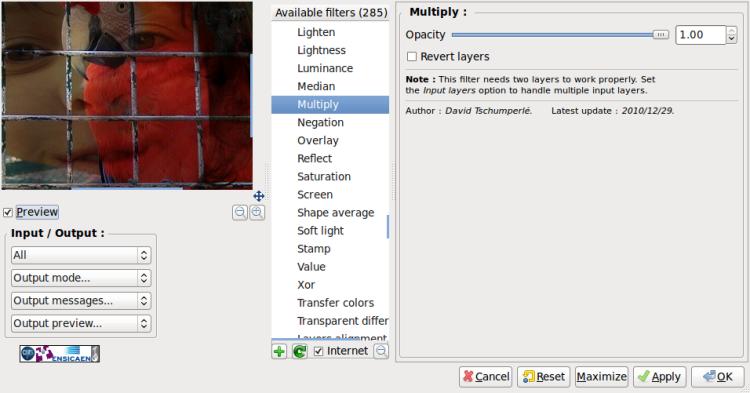 Available filters (285)
Lighten
Lightness
Luminance
Median
Multiply
Negation
Overlay
Reflect
Saturation
Screen
Shape average
Soft light
Stamp
Value
Xor
Transfer colors
Transparent differ
Layers alignment
Internet
Preview
Input / Output :
All
Output mode...
Output messages...
Output preview...
ENSICAEN
Multiply :
Opacity
1.00
Revert layers
Note : This filter needs two layers to work properly. Set
the Input layers option to handle multiple input layers.
Author : David Tschumperlé. Latest update : 2010/12/29.
Cancel
Reset
Maximize
Apply
OK